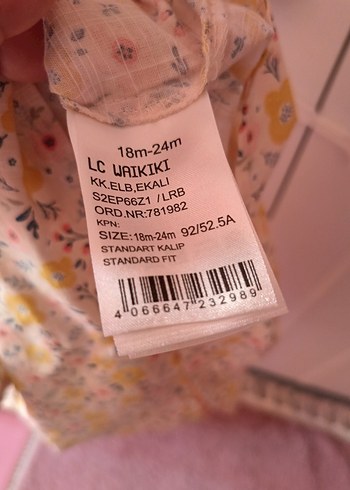 18m-24m
LC WAIKIKI
KK.ELB,EKALI
S2EP66Z1 /LRB
ORD.NR:781982
KPN:
SIZE:18m-24m 92/52.5A
STANDART KALIP
STANDARD FIT
4 066647 232989